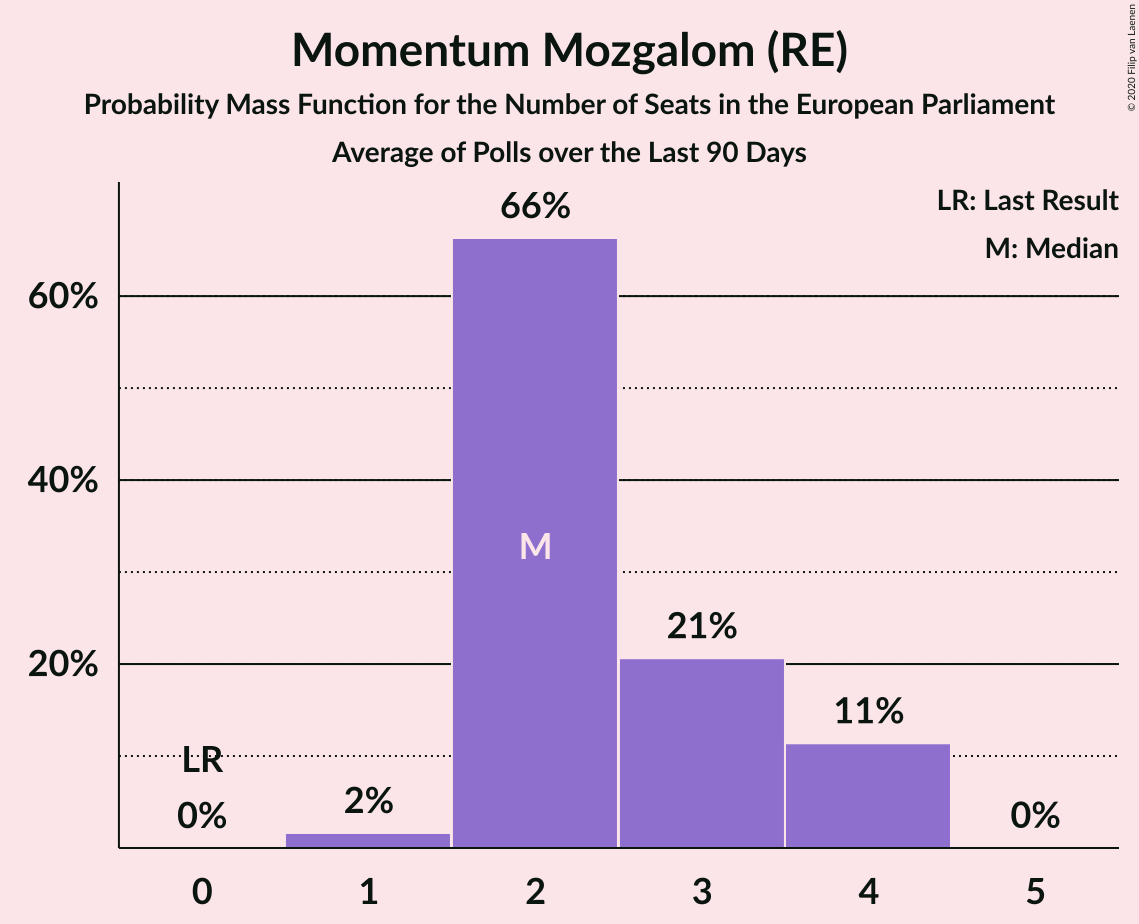 Momentum Mozgalom (RE)
Probability Mass Function for the Number of Seats in the European Parliament
Average of Polls over the Last 90 Days
© 2020 Filip van Laenen
LR: Last Result
M: Median
66%
60%
40%
M
21%
20%
11%
LR
2%
0%
0%
0 1 2 3 4 5